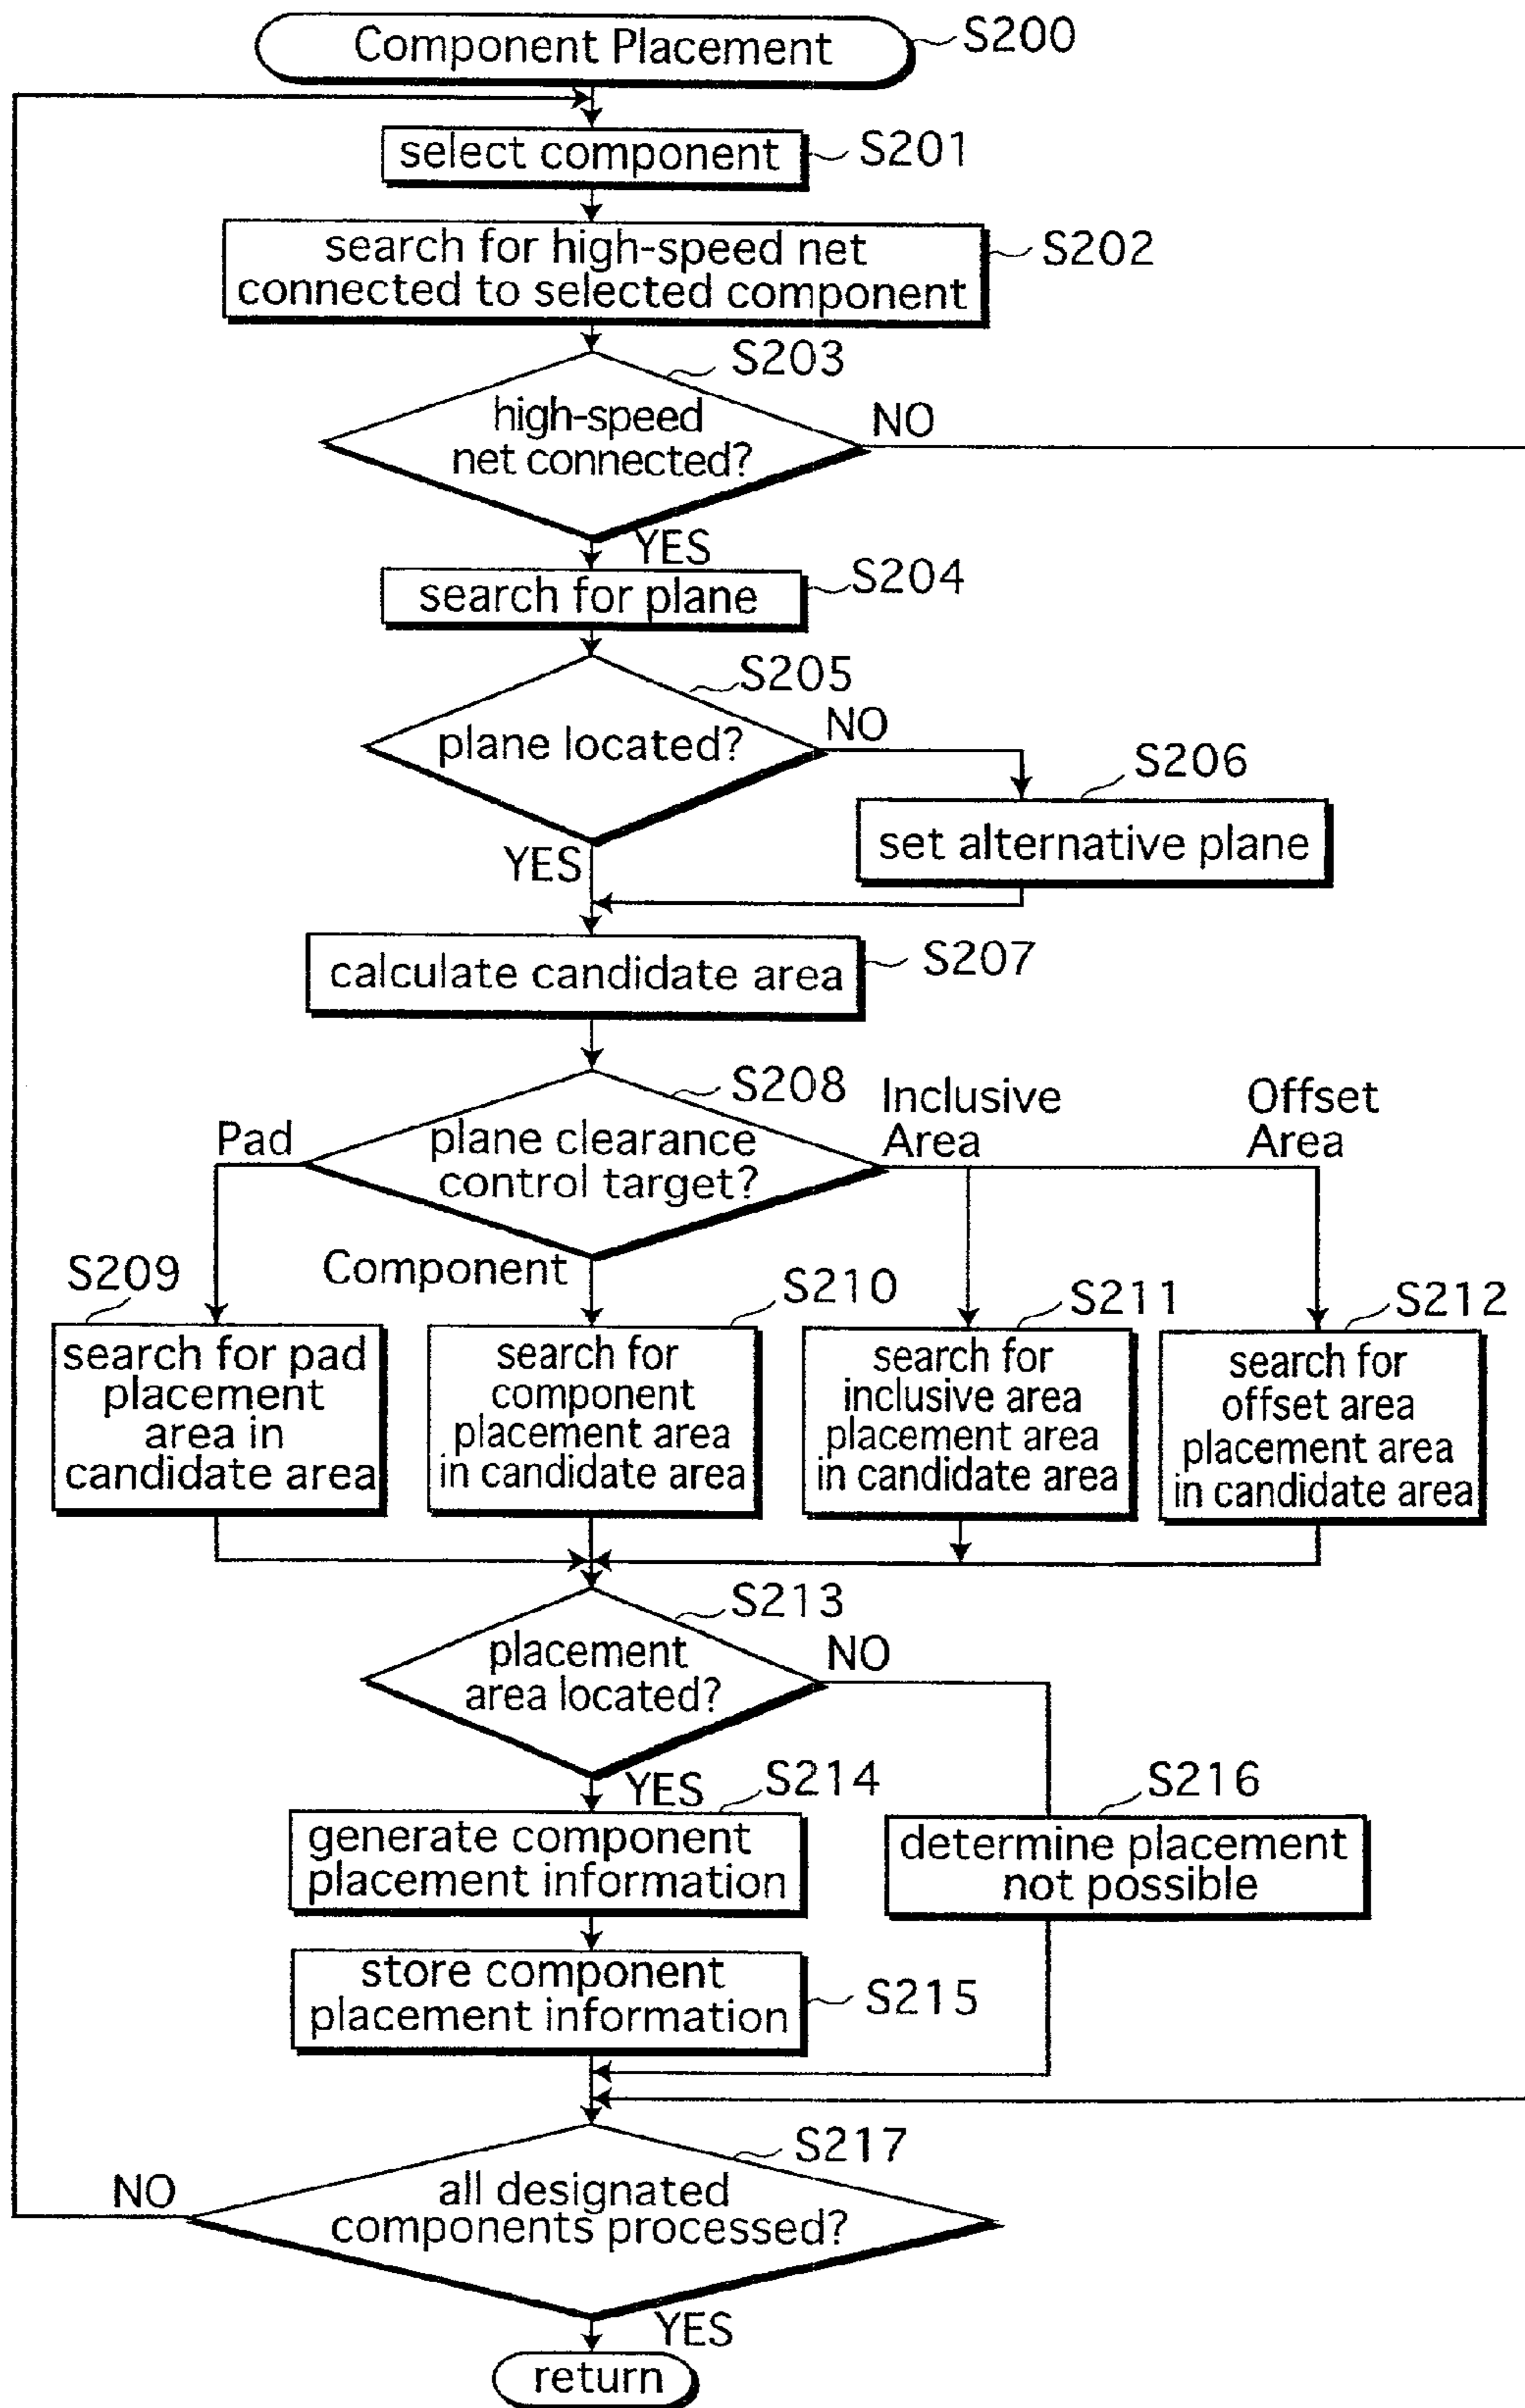 Component Placement
S200
select component
S201
search for high-speed net
connected to selected component
S202
S203
high-speed
net connected?
NO
YES
search for plane
S204
S205
plane located?
NO
S206
set alternative plane
YES
calculate candidate area
S207
S208
plane clearance
control target?
Pad
Component
Inclusive
Area
Offset
Area
S209
search for pad
placement
area in
candidate area
S210
search for
component
placement area
in candidate area
S211
search for
inclusive area
placement area
in candidate area
S212
search for
offset area
placement area
in candidate area
S213
placement
area located?
NO
YES
S214
generate component
placement information
S216
determine placement
not possible
store component
placement information
S215
S217
all designated
components processed?
NO
YES
return